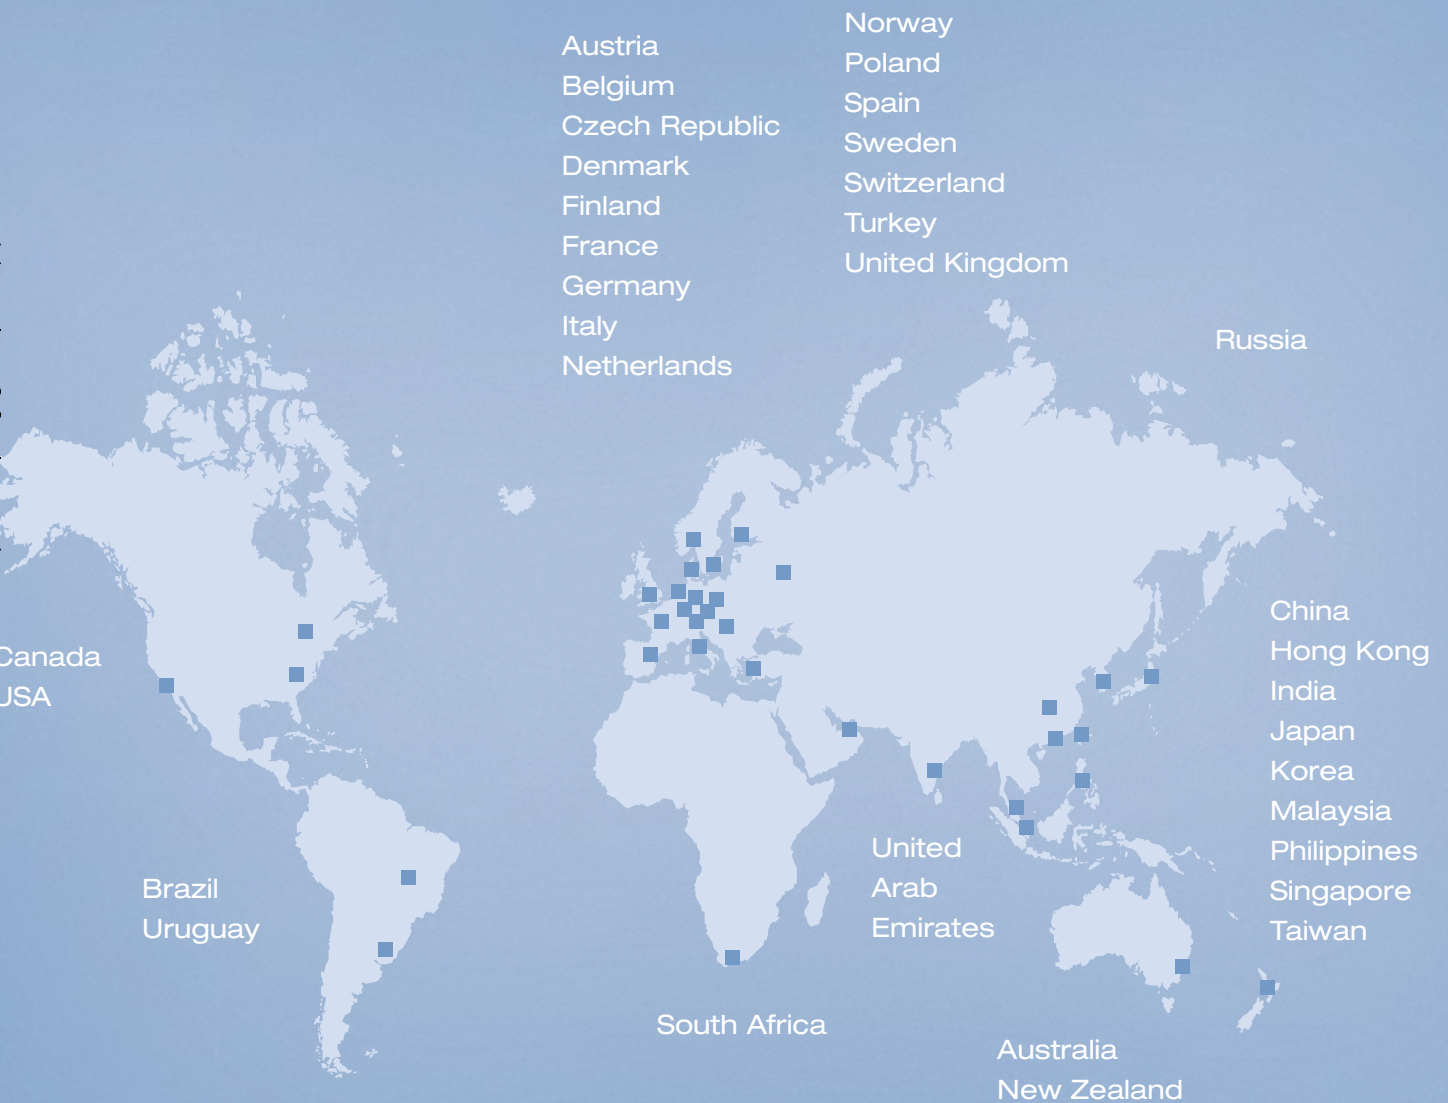 Austria
Belgium
Czech Republic
Denmark
Finland
France
Germany
Italy
Netherlands
Norway
Poland
Spain
Sweden
Switzerland
Turkey
United Kingdom
Russia
Canada
USA
China
Hong Kong
India
Japan
Korea
Malaysia
Philippines
Singapore
Taiwan
Brazil
Uruguay
United
Arab
Emirates
South Africa
Australia
New Zealand